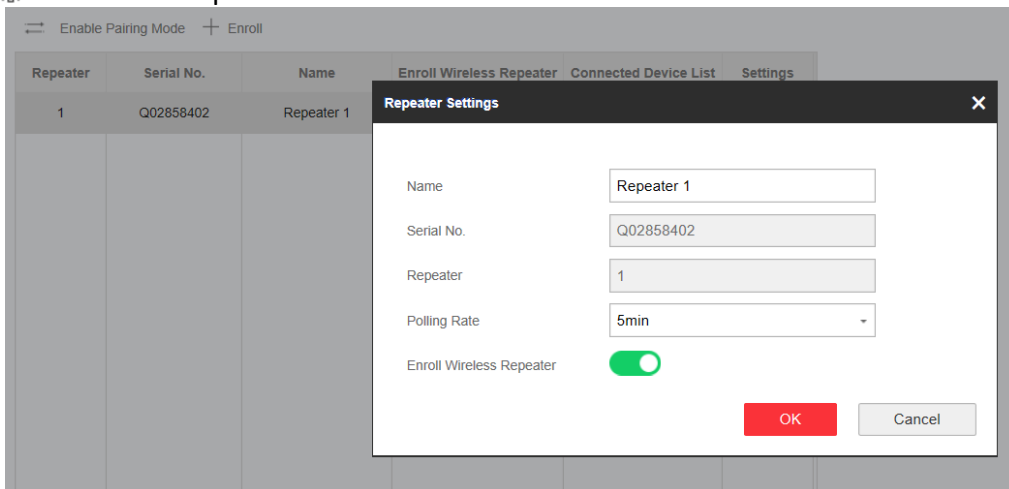 Enable Pairing Mode + Enroll
Repeater Serial No. Name Enroll Wireless Repeater Connected Device List Settings
1 Q02858402 Repeater 1
Repeater Settings
Name Repeater 1
Serial No. Q02858402
Repeater 1
Polling Rate 5min
Enroll Wireless Repeater
OK Cancel